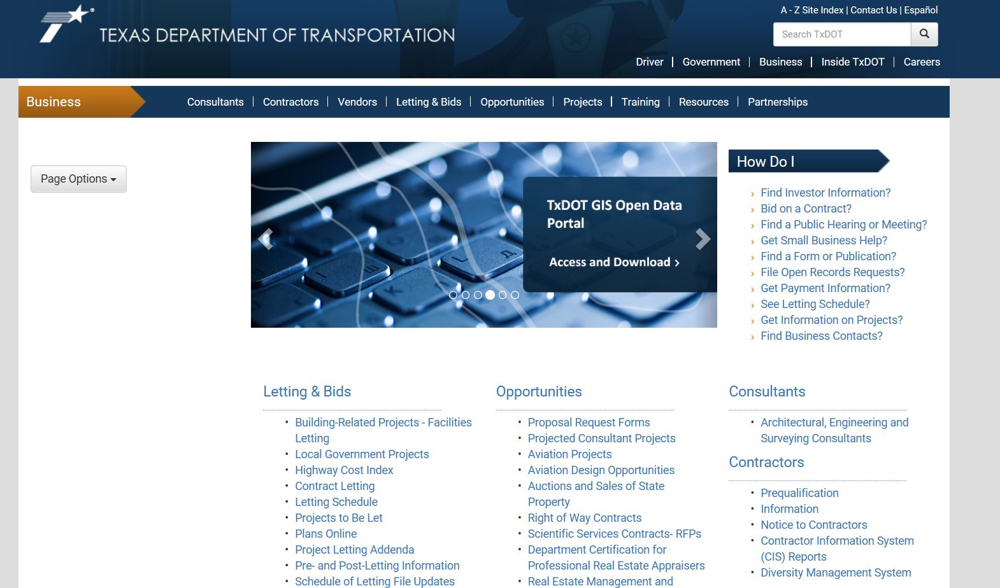 A - Z Site Index | Contact Us | Español
TEXAS DEPARTMENT OF TRANSPORTATION
Search TxDOT
Driver | Government | Business | Inside TxDOT | Careers
Business
Consultants | Contractors | Vendors | Letting & Bids | Opportunities | Projects | Training | Resources | Partnerships
Page Options
TxDOT GIS Open Data
Portal
Access and Download >
How Do I
Find Investor Information?
Bid on a Contract?
Find a Public Hearing or Meeting?
Get Small Business Help?
Find a Form or Publication?
File Open Records Requests?
Get Payment Information?
See Letting Schedule?
Get Information on Projects?
Find Business Contacts?
Letting & Bids
• Building-Related Projects - Facilities
Letting
• Local Government Projects
• Highway Cost Index
• Contract Letting
• Letting Schedule
• Projects to Be Let
• Plans Online
• Project Letting Addenda
• Pre- and Post-Letting Information
• Schedule of Letting File Updates
Opportunities
• Proposal Request Forms
• Projected Consultant Projects
• Aviation Projects
• Aviation Design Opportunities
• Auctions and Sales of State
Property
• Right of Way Contracts
• Scientific Services Contracts- RFPs
• Department Certification for
Professional Real Estate Appraisers
• Real Estate Management and
Consultants
• Architectural, Engineering and
Surveying Consultants
Contractors
• Prequalification
• Information
• Notice to Contractors
• Contractor Information System
(CIS) Reports
• Diversity Management System